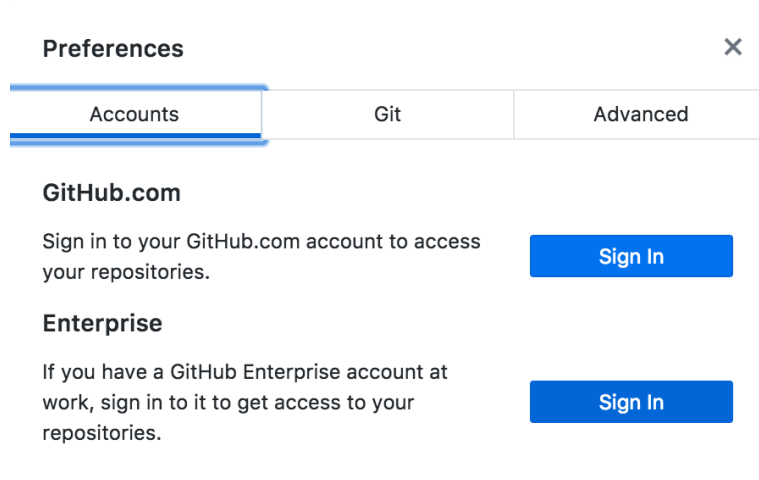 Preferences
Accounts
Git
Advanced
GitHub.com
Sign in to your GitHub.com account to access
your repositories.
Sign In
Enterprise
If you have a GitHub Enterprise account at
work, sign in to it to get access to your
repositories.
Sign In